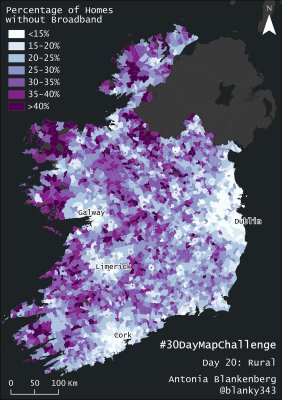 Percentage of Homes
without Broadband
<15%
15-20%
20-25%
25-30%
30-35%
35-40%
>40%
N
Galway
Dublin
Limerick
Cork
#30DayMapChallenge
Day 20: Rural
Antonia Blankenberg
@blanky343
0 50 100 km